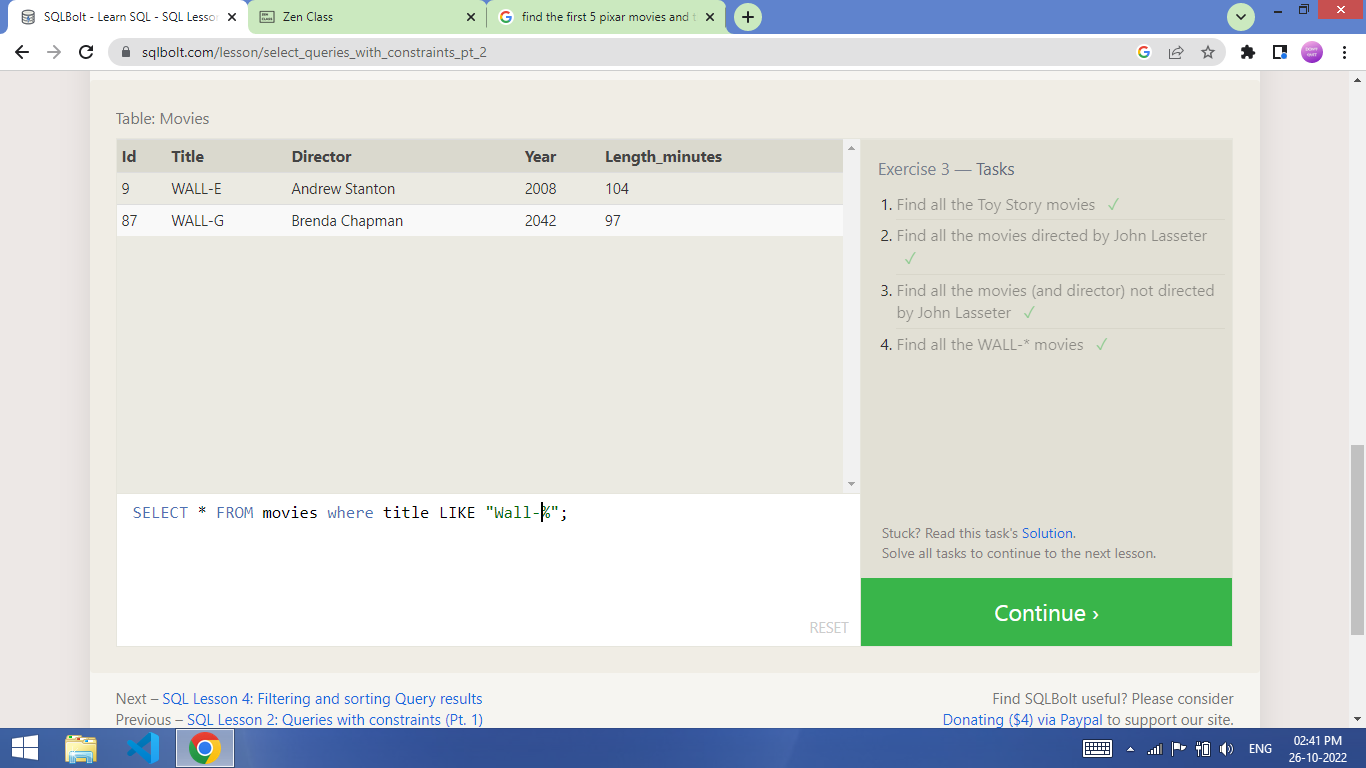 SQLBolt - Learn SQL - SQL Lesson
Zen Class
find the first 5 pixar movies and t
sqlbolt.com/lesson/select_queries_with_constraints_pt_2
Table: Movies
Id Title Director Year Length_minutes
9 WALL-E Andrew Stanton 2008 104
87 WALL-G Brenda Chapman 2042 97
SELECT * FROM movies where title LIKE "Wall-%";
RESET
Exercise 3 — Tasks
1. Find all the Toy Story movies ✓
2. Find all the movies directed by John Lasseter
✓
3. Find all the movies (and director) not directed
by John Lasseter ✓
4. Find all the WALL-* movies ✓
Stuck? Read this task's Solution.
Solve all tasks to continue to the next lesson.
Continue ›
Next – SQL Lesson 4: Filtering and sorting Query results
Previous – SQL Lesson 2: Queries with constraints (Pt. 1)
Find SQLBolt useful? Please consider
Donating ($4) via Paypal to support our site.
ENG
02:41 PM
26-10-2022